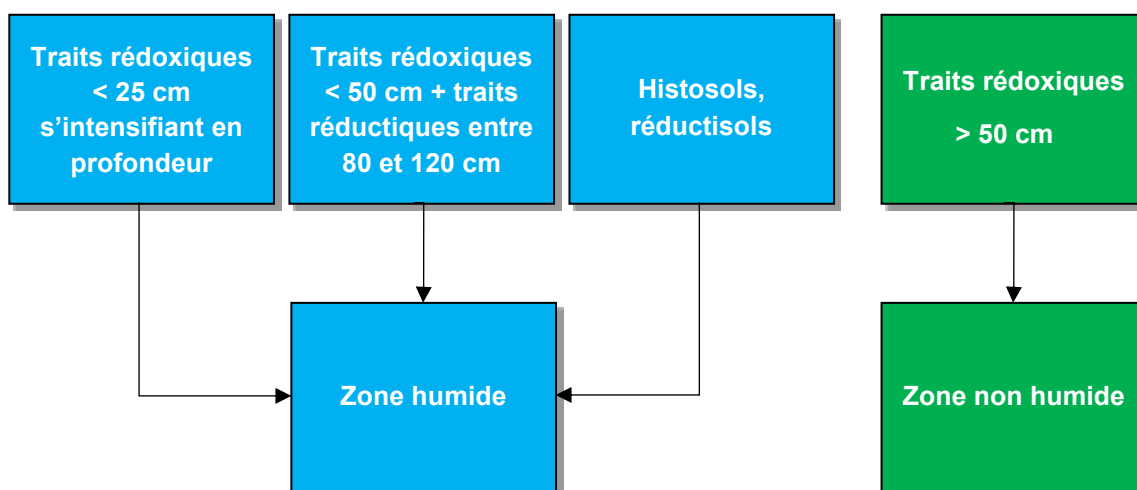 Traits rédoxiques
< 25 cm
s’intensifiant en
profondeur
Traits rédoxiques
< 50 cm + traits
réductiques entre
80 et 120 cm
Histosols,
réductisols
Traits rédoxiques
> 50 cm
Zone humide
Zone non humide